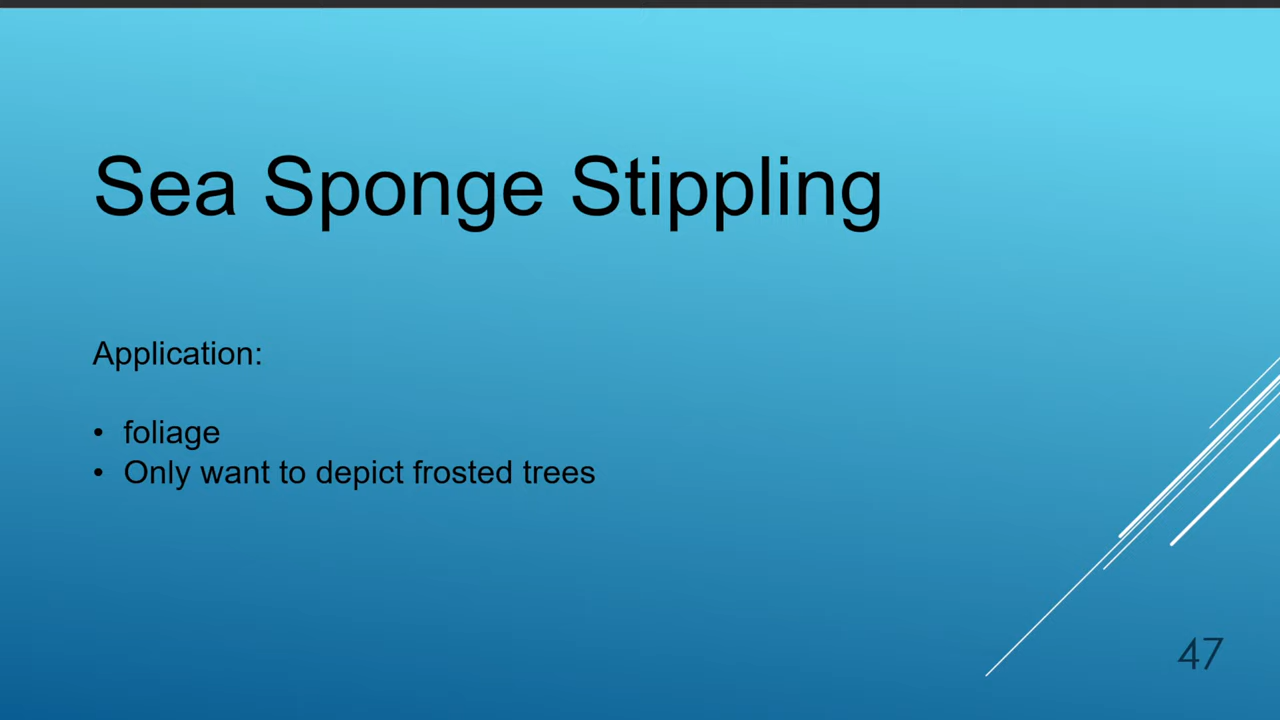 Sea Sponge Stippling
Application:
• foliage
• Only want to depict frosted trees
47